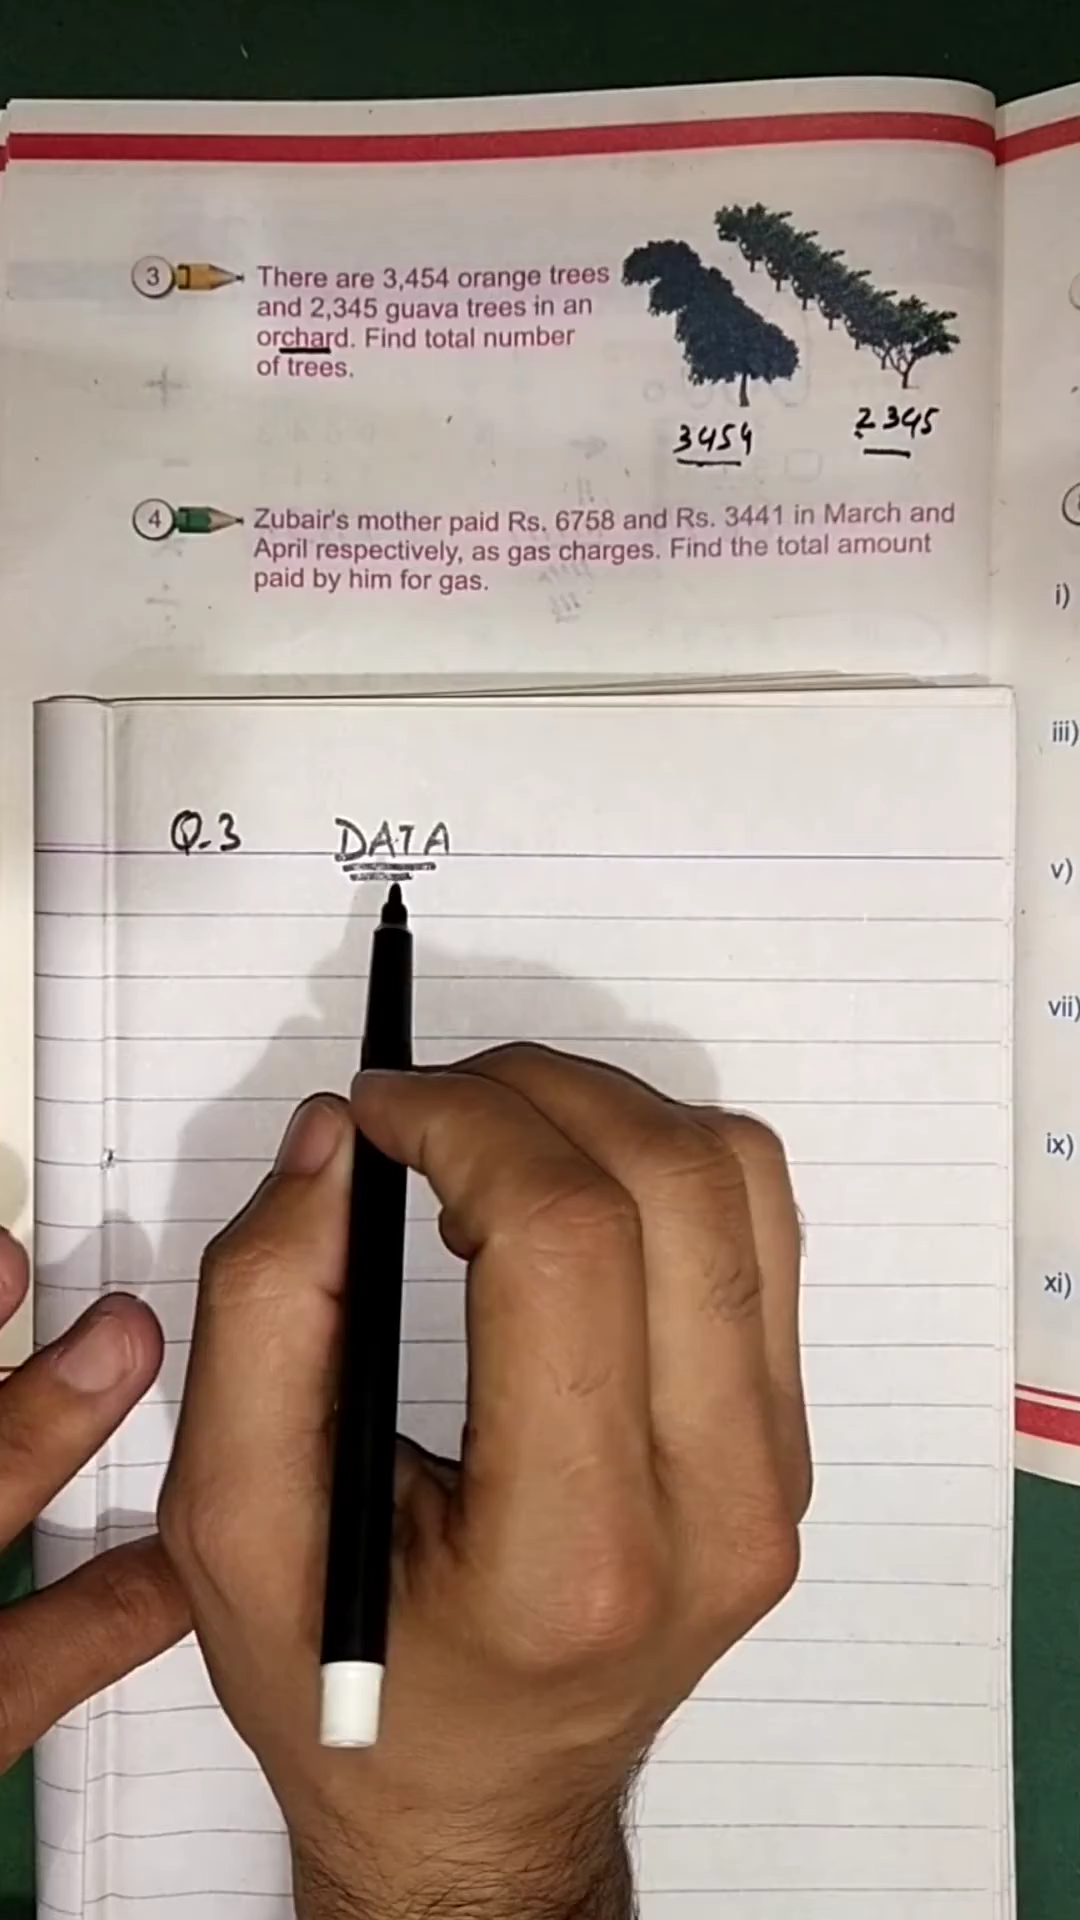 3
There are 3,454 orange trees
and 2,345 guava trees in an
orchard. Find total number
of trees.
3454
2345
4
Zubair's mother paid Rs. 6758 and Rs. 3441 in March and
April respectively, as gas charges. Find the total amount
paid by him for gas.
i)
iii)
v)
vii)
ix)
xi)
Q.3 DATA